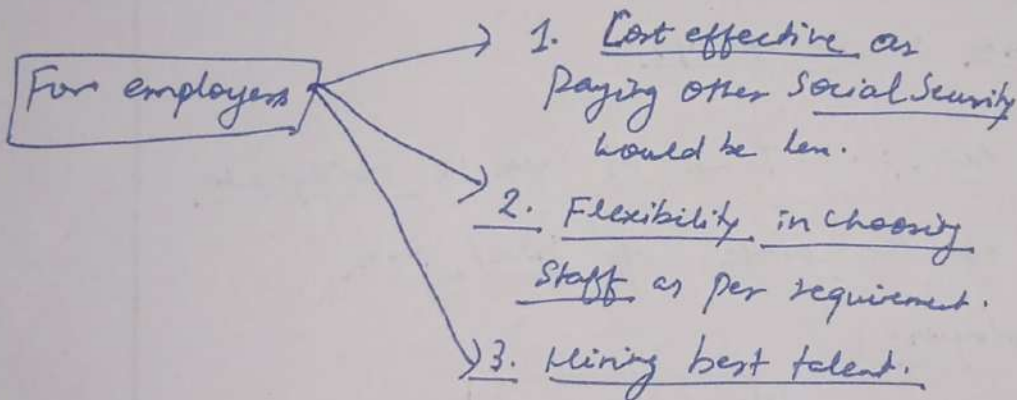 For employers
1. Cost effective as
paying other Social Security
would be less.
2. Flexibility in choosing
staff as per requirement.
3. Hiring best talent.